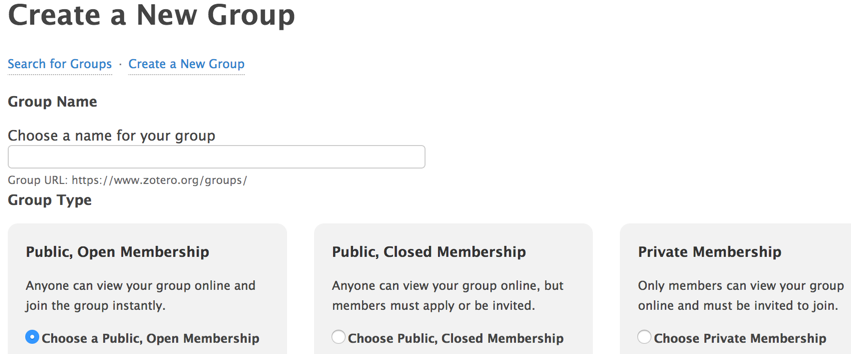 Create a New Group
Search for Groups · Create a New Group
Group Name
Choose a name for your group
Group URL: https://www.zotero.org/groups/
Group Type
Public, Open Membership
Anyone can view your group online and
join the group instantly.
Choose a Public, Open Membership
Public, Closed Membership
Anyone can view your group online, but
members must apply or be invited.
Choose Public, Closed Membership
Private Membership
Only members can view your group
online and must be invited to join.
Choose Private Membership